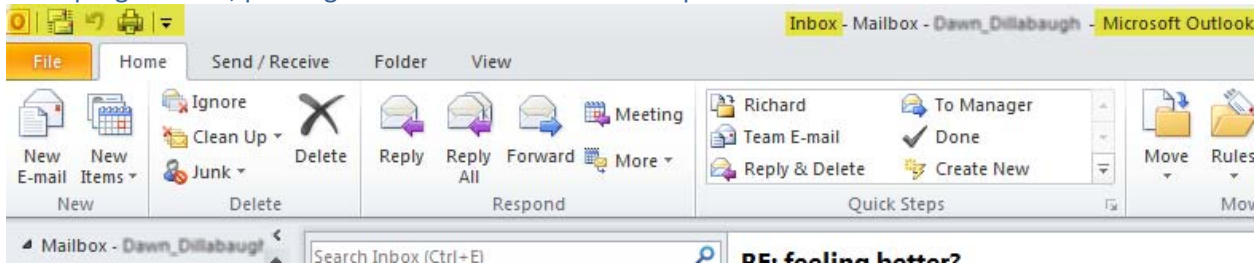 Inbox - Mailbox - Dawn_Dillabaugh - Microsoft Outlook
File Home Send / Receive Folder View
Ignore
Clean Up
Junk
New E-mail
New Items
Delete
Reply
Reply All
Forward
Meeting
More
Richard
To Manager
Team E-mail
Done
Reply & Delete
Create New
Move
Rules
New
Delete
Respond
Quick Steps
Mailbox - Dawn_Dillabaugh
Search Inbox (Ctrl+E)
RE: feeling better?